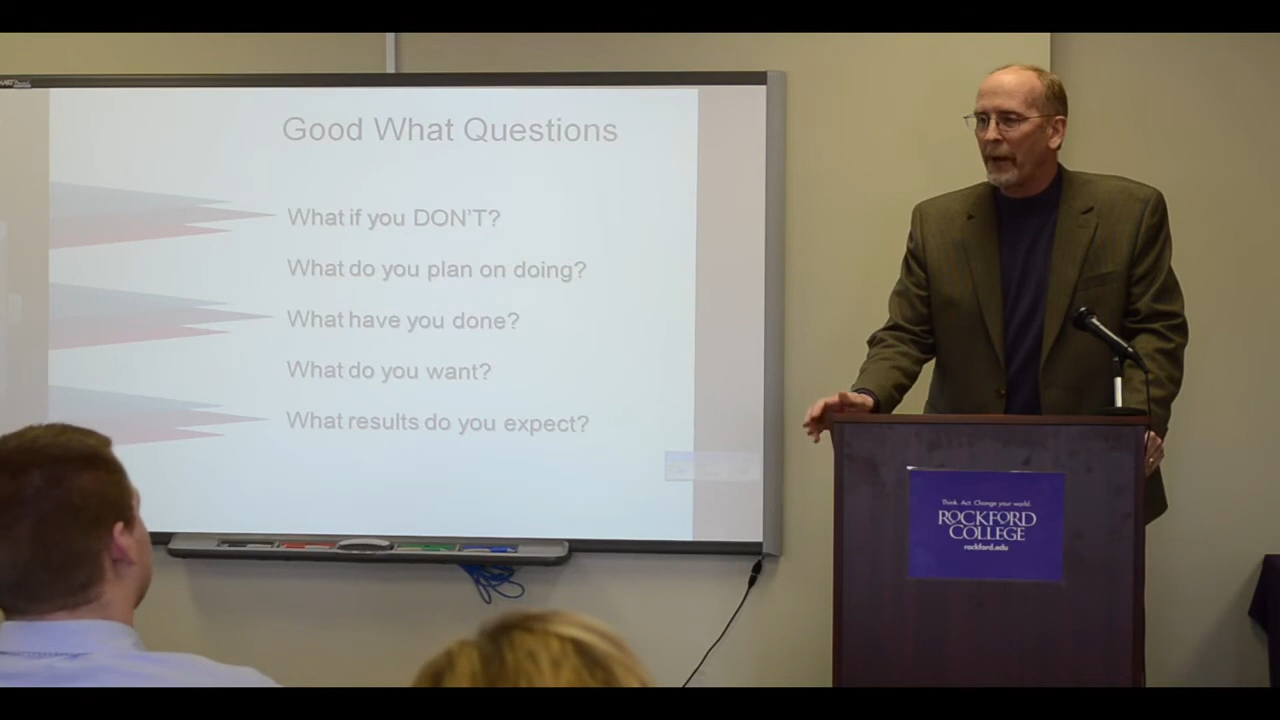 Good What Questions
What if you DON'T?
What do you plan on doing?
What have you done?
What do you want?
What results do you expect?
Think. Act. Change your world.
ROCKFORD
COLLEGE
rockford.edu